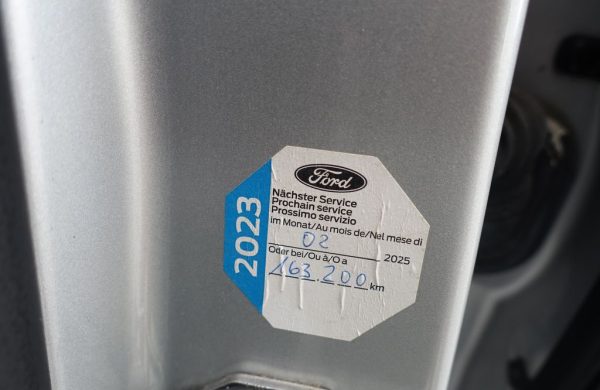 2023
Ford
Nächster Service
Prochain service
Prossimo servizio
im Monat/Au mois de/Nel mese di
02 2025
Oder bei/Ou à/O a
163.200 km